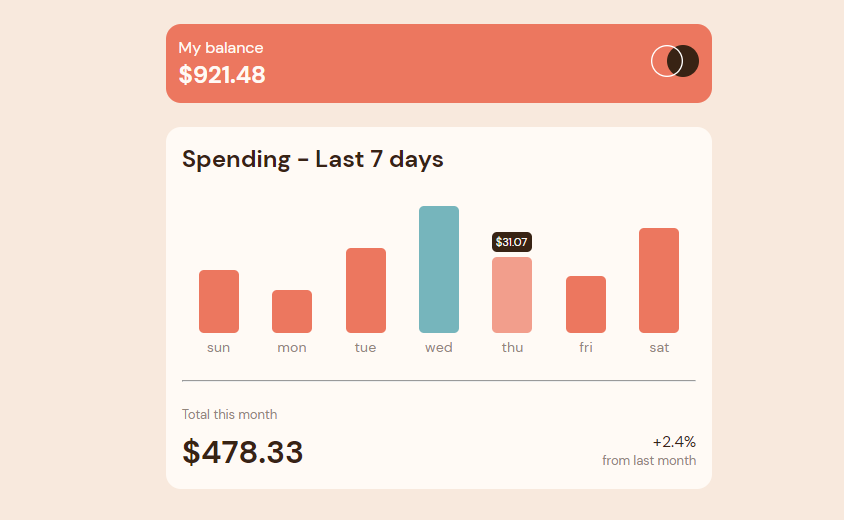 My balance
$921.48
Spending - Last 7 days
$31.07
sun mon tue wed thu fri sat
Total this month
$478.33
+2.4%
from last month